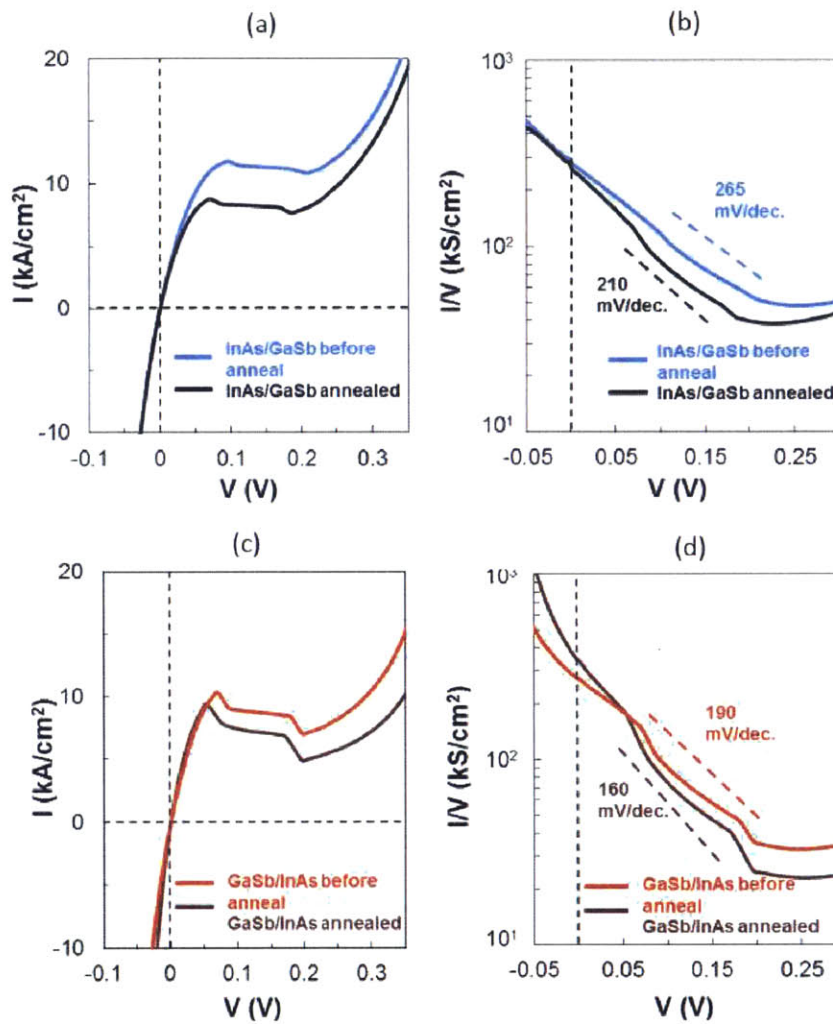 (a)
20
10
0
-10
I (kA/cm²)
InAs/GaSb before
anneal
InAs/GaSb annealed
-0.1 0 0.1 0.2 0.3
V (V)
(b)
10³
10²
10¹
I/V (kS/cm²)
265
mV/dec.
210
mV/dec.
InAs/GaSb before
anneal
InAs/GaSb annealed
-0.05 0.05 0.15 0.25
V (V)
(c)
20
10
0
-10
I (kA/cm²)
GaSb/InAs before
anneal
GaSb/InAs annealed
-0.1 0 0.1 0.2 0.3
V (V)
(d)
10³
10²
10¹
I/V (kS/cm²)
190
mV/dec.
160
mV/dec.
GaSb/InAs before
anneal
GaSb/InAs annealed
-0.05 0.05 0.15 0.25
V (V)